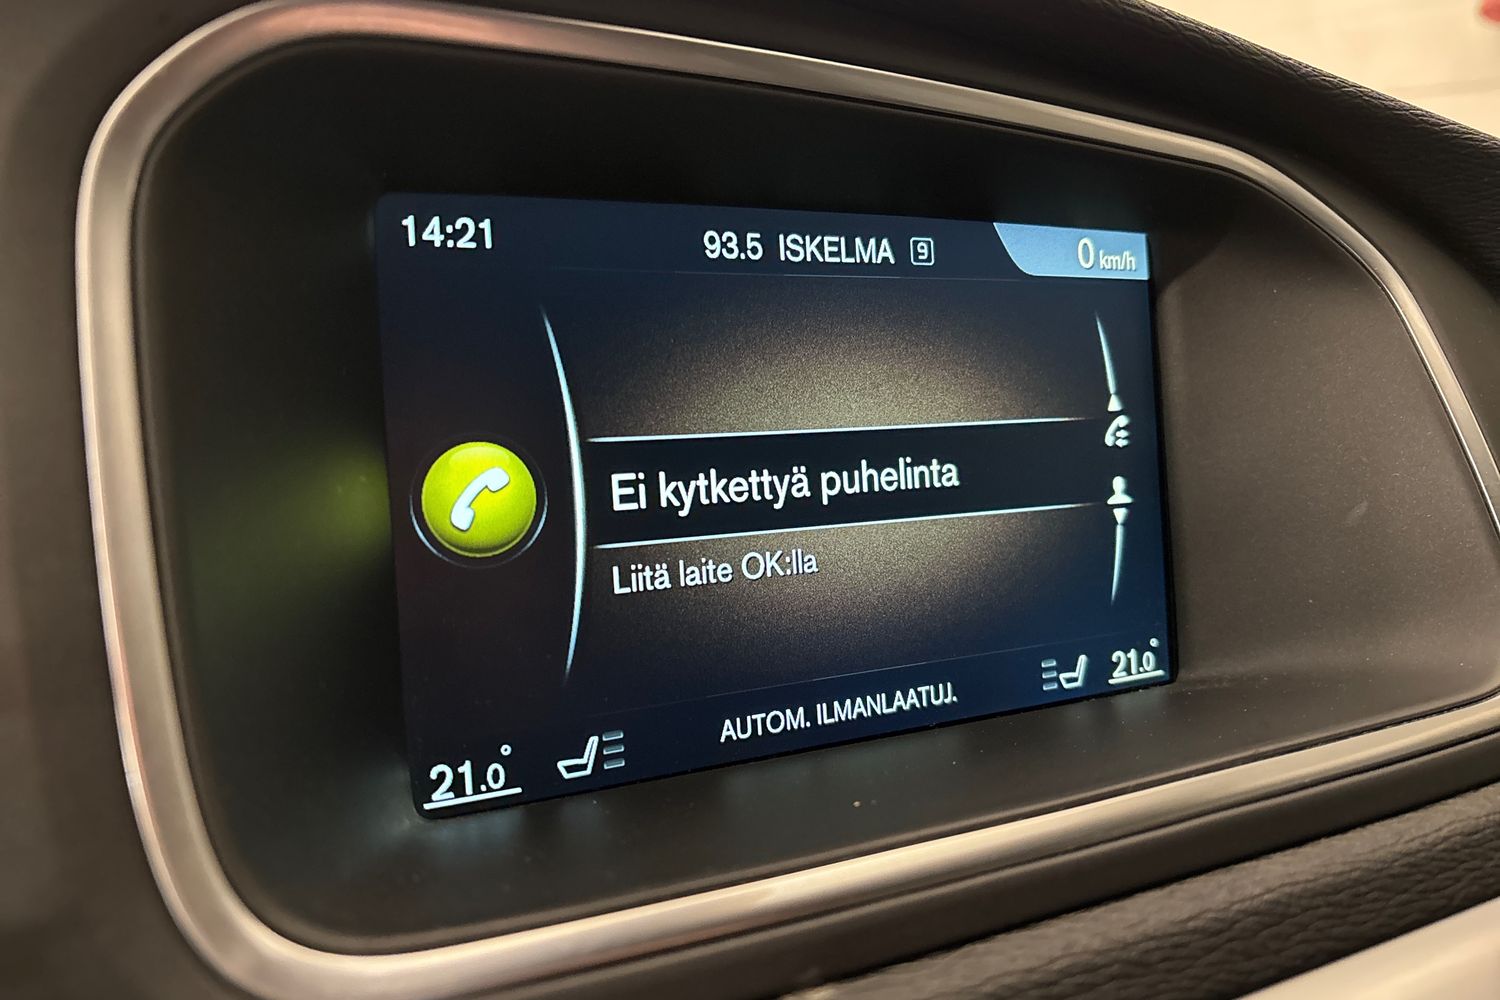 14:21
93.5 ISKELMA 9
0 km/h
Ei kytkettyä puhelinta
Liitä laite OK:lla
21.0°
AUTOM. ILMANLAATUJ.
21.0°